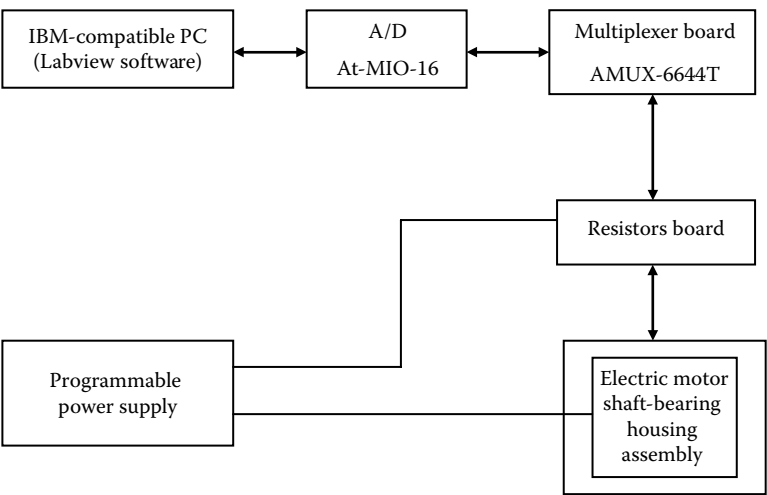 IBM-compatible PC
(Labview software)
A/D
At-MIO-16
Multiplexer board
AMUX-6644T
Resistors board
Programmable
power supply
Electric motor
shaft-bearing
housing
assembly